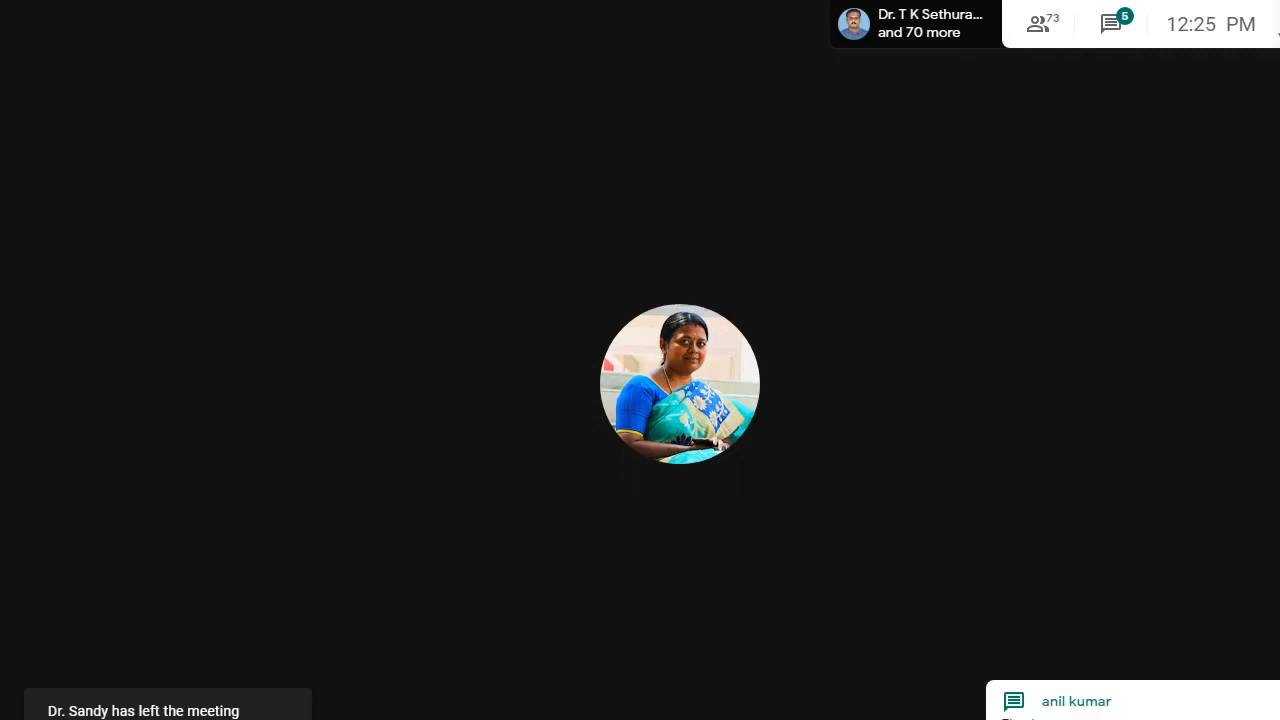 Dr. T K Sethura...
and 70 more
73
5
12:25 PM
Dr. Sandy has left the meeting
anil kumar